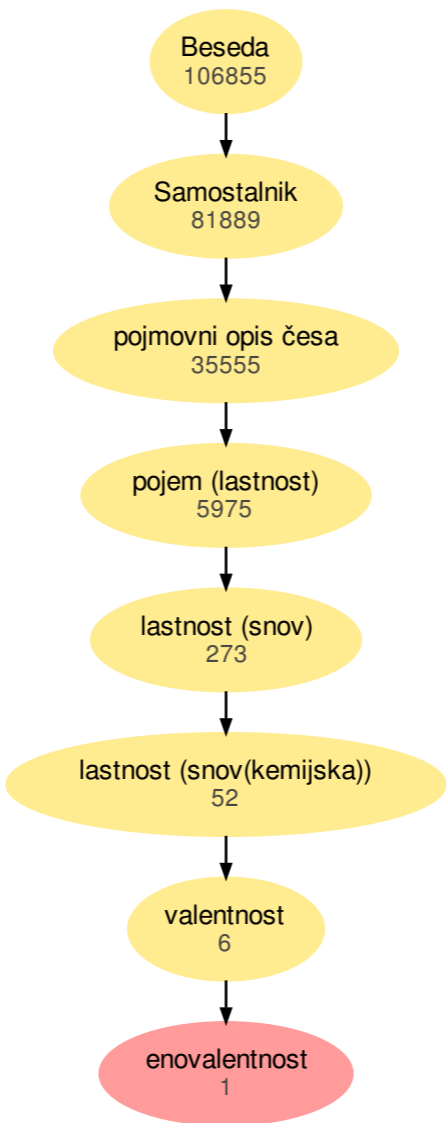 Beseda
106855
Samostalnik
81889
pojmovni opis česa
35555
pojem (lastnost)
5975
lastnost (snov)
273
lastnost (snov(kemijska))
52
valentnost
6
enovalentnost
1